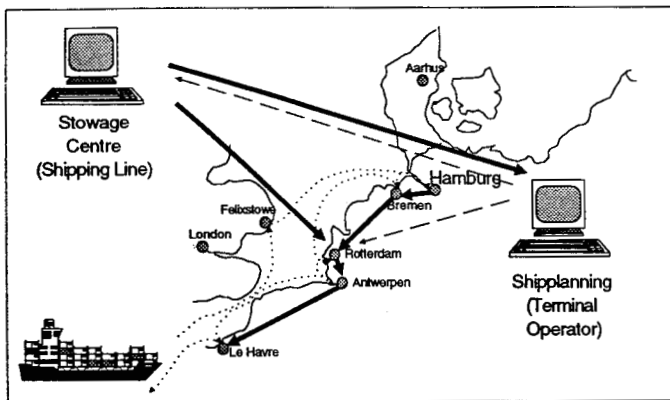 Stowage
Centre
(Shipping Line)
Aarhus
Hamburg
Bremen
Felixstowe
London
Rotterdam
Antwerpen
Le Havre
Shipplanning
(Terminal
Operator)